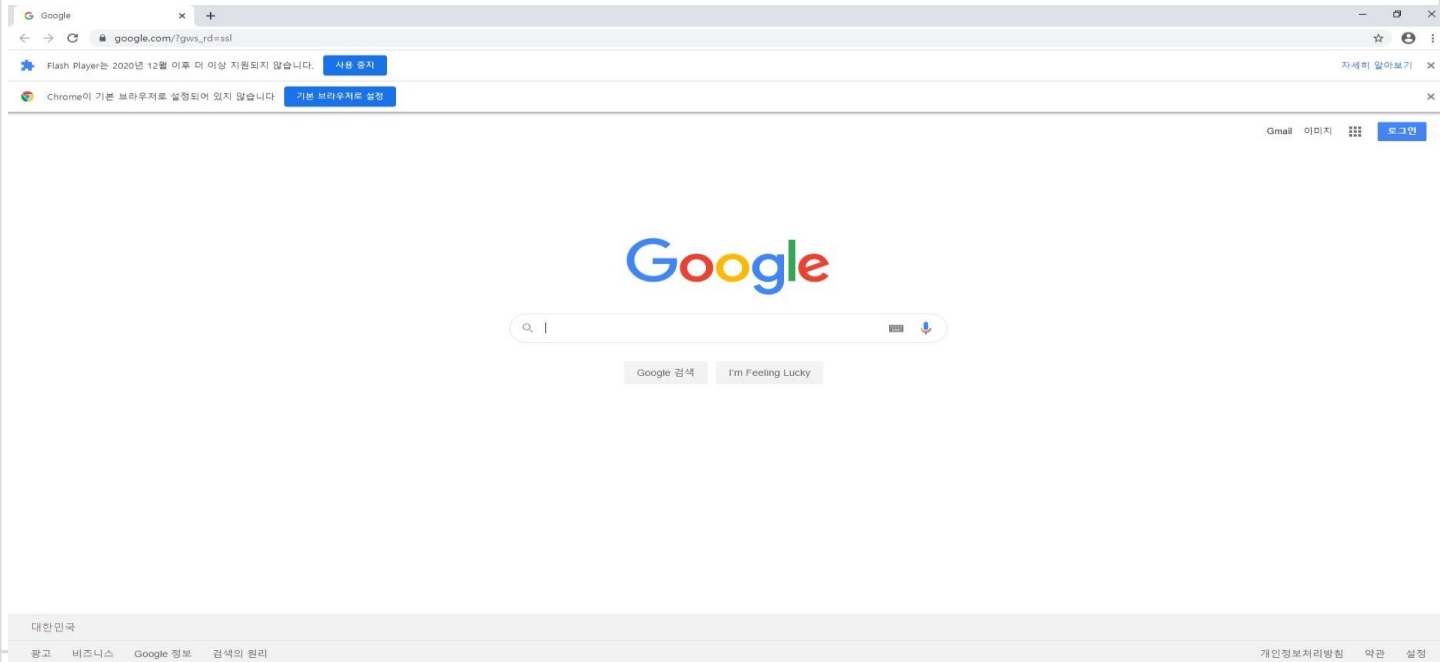 Google
google.com/?gws_rd=ssl
Flash Player는 2020년 12월 이후 더 이상 지원되지 않습니다. 사용 중지 자세히 알아보기
Chrome이 기본 브라우저로 설정되어 있지 않습니다 기본 브라우저로 설정
Gmail 이미지 로그인
Google
Google 검색 I'm Feeling Lucky
대한민국
광고 비즈니스 Google 정보 검색의 원리 개인정보처리방침 약관 설정